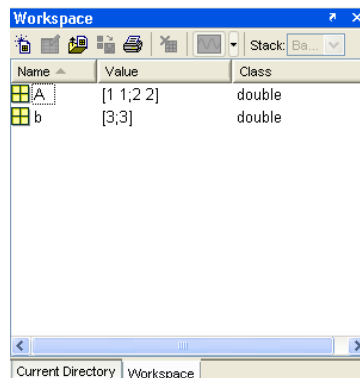 Workspace
Stack: Ba...
Name Value Class
A [1 1;2 2] double
b [3;3] double
Current Directory Workspace